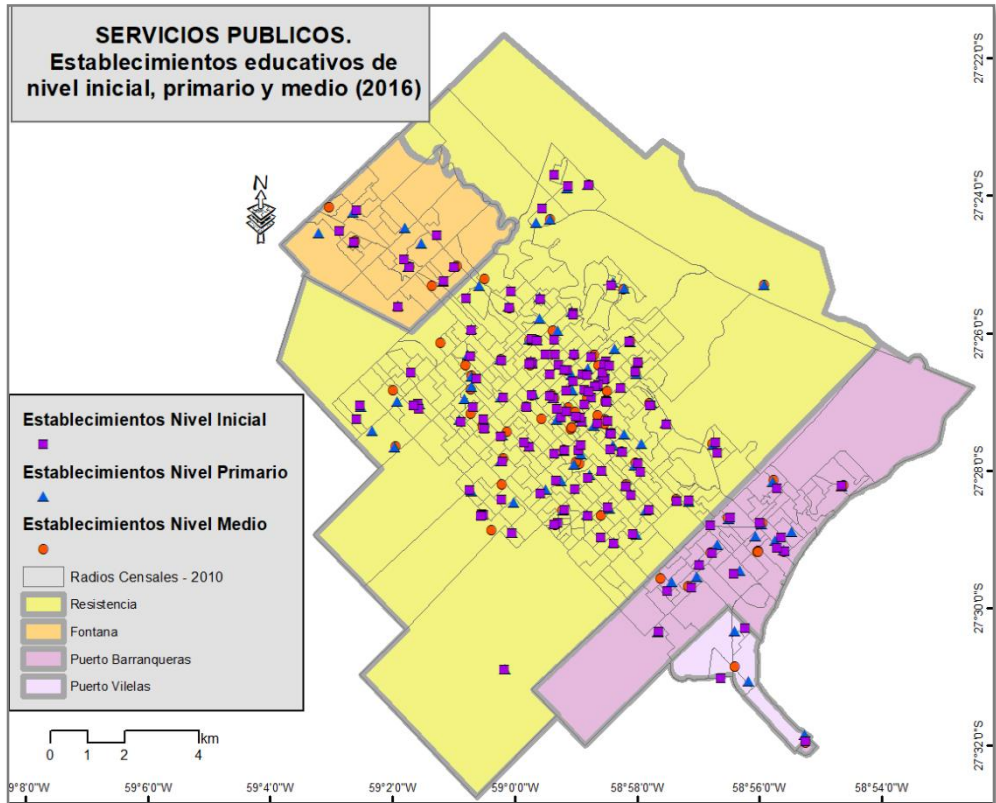 SERVICIOS PUBLICOS.
Establecimientos educativos de
nivel inicial, primario y medio (2016)
N
27°22'0"S
27°24'0"S
27°26'0"S
27°28'0"S
27°30'0"S
27°32'0"S
Establecimientos Nivel Inicial
Establecimientos Nivel Primario
Establecimientos Nivel Medio
Radios Censales - 2010
Resistencia
Fontana
Puerto Barranqueras
Puerto Vilelas
km
0 1 2 4
9°8'0"W 59°6'0"W 59°4'0"W 59°2'0"W 59°0'0"W 58°58'0"W 58°56'0"W 58°54'0"W